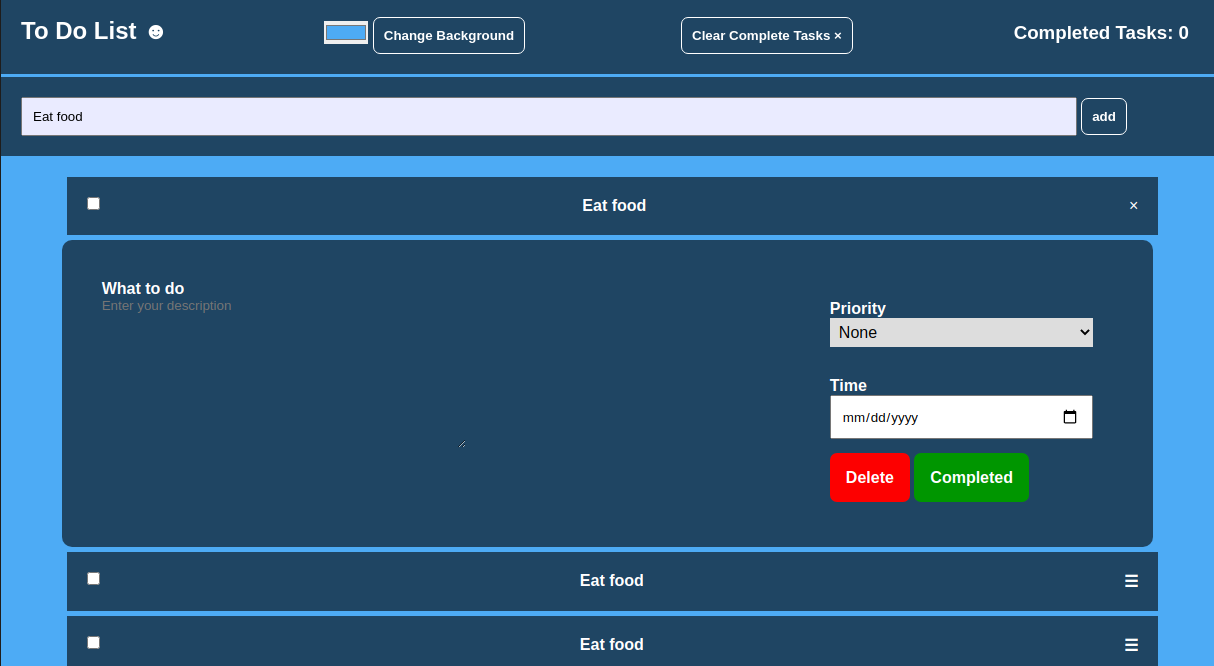 To Do List ☻
Change Background
Clear Complete Tasks ×
Completed Tasks: 0
Eat food
add
Eat food
×
What to do
Enter your description
Priority
None
Time
mm/dd/yyyy
Delete
Completed
Eat food
☰
Eat food
☰